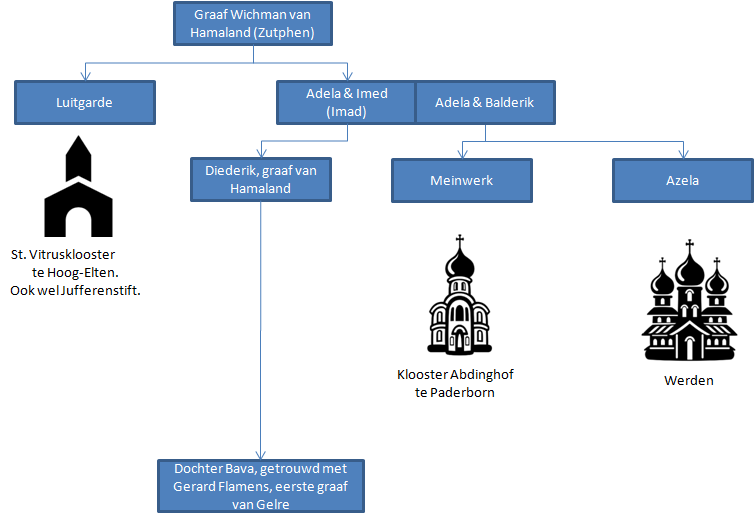 Graaf Wichman van
Hamaland (Zutphen)
Luitgarde
Adela & Imed
(Imad)
Adela & Balderik
Diederik, graaf van
Hamaland
Meinwerk
Azela
St. Vitrusklooster
te Hoog-Elten.
Ook wel Jufferenstift.
Klooster Abdinghof
te Paderborn
Werden
Dochter Bava, getrouwd met
Gerard Flamens, eerste graaf
van Gelre